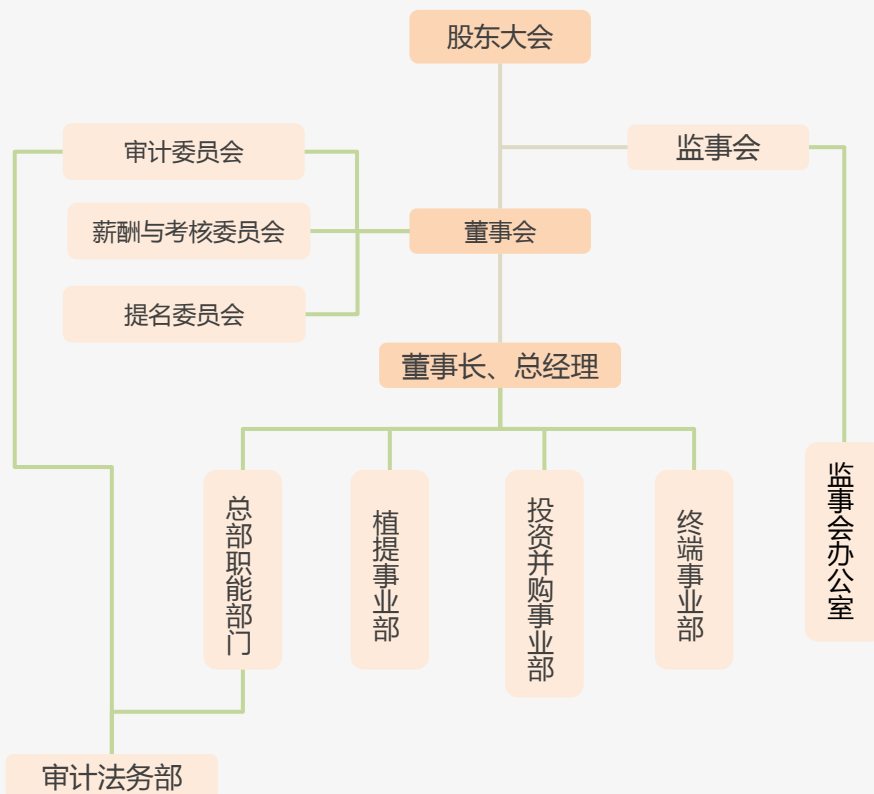 股东大会
审计委员会
监事会
薪酬与考核委员会
董事会
提名委员会
董事长、总经理
总部职能部门
植提事业部
投资并购事业部
终端事业部
监事会办公室
审计法务部